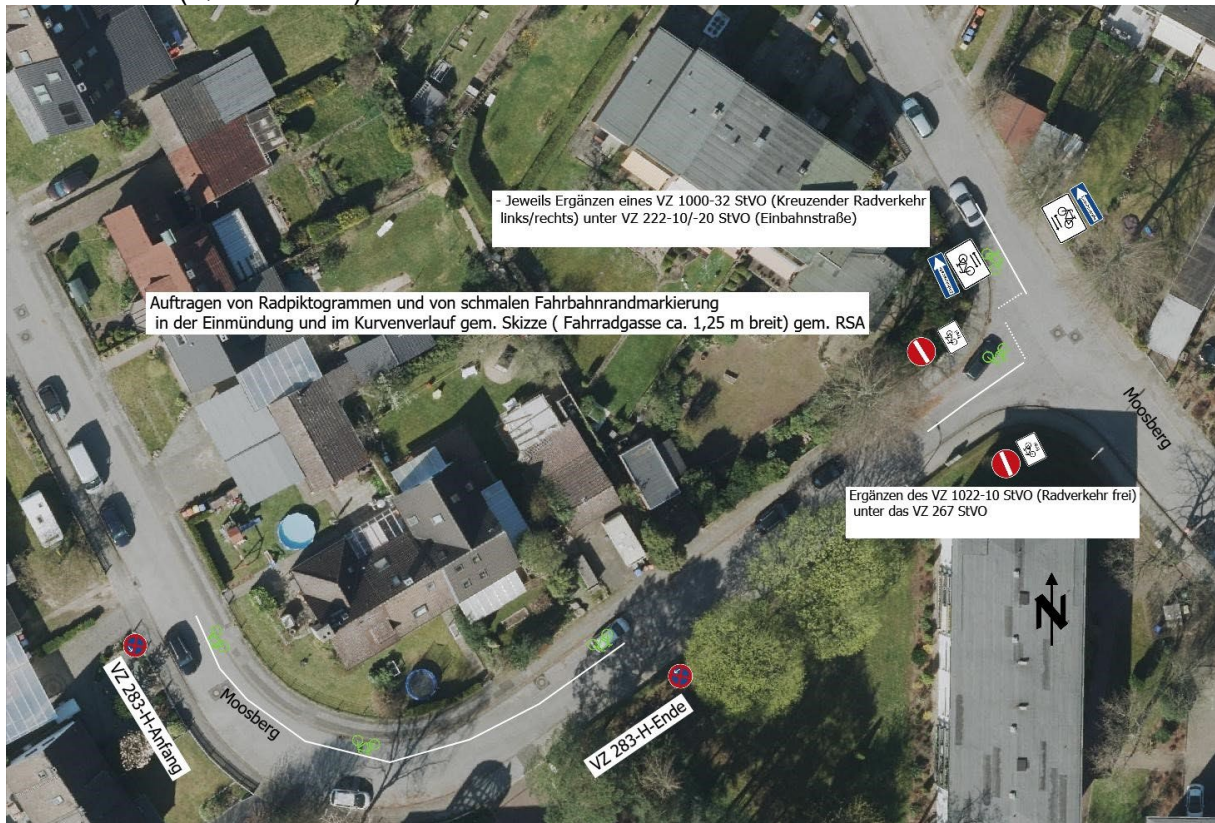 - Jeweils Ergänzen eines VZ 1000-32 StVO (Kreuzender Radverkehr
links/rechts) unter VZ 222-10/-20 StVO (Einbahnstraße)
Auftragen von Radpiktogrammen und von schmalen Fahrbahnrandmarkierung
in der Einmündung und im Kurvenverlauf gem. Skizze ( Fahrradgasse ca. 1,25 m breit) gem. RSA
Moosberg
Ergänzen des VZ 1022-10 StVO (Radverkehr frei)
unter das VZ 267 StVO
N
VZ 283-H-Anfang
Moosberg
VZ 283-H-Ende